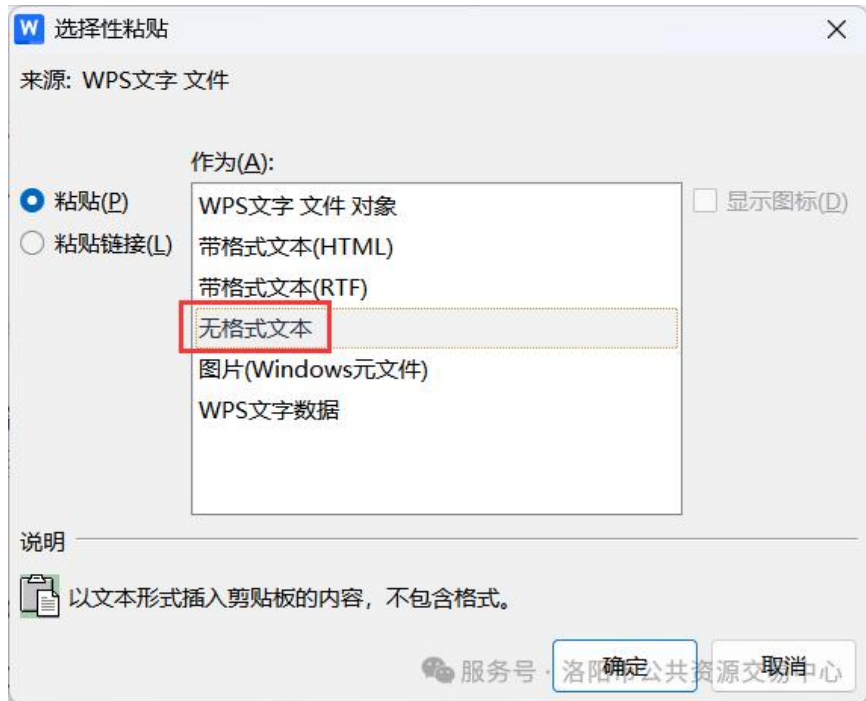 W 选择性粘贴
来源: WPS文字 文件
作为(A):
粘贴(P)
粘贴链接(L)
WPS文字 文件 对象
带格式文本(HTML)
带格式文本(RTF)
无格式文本
图片(Windows元文件)
WPS文字数据
显示图标(D)
说明
以文本形式插入剪贴板的内容，不包含格式。
确定
取消
服务号 · 洛阳市公共资源交易中心